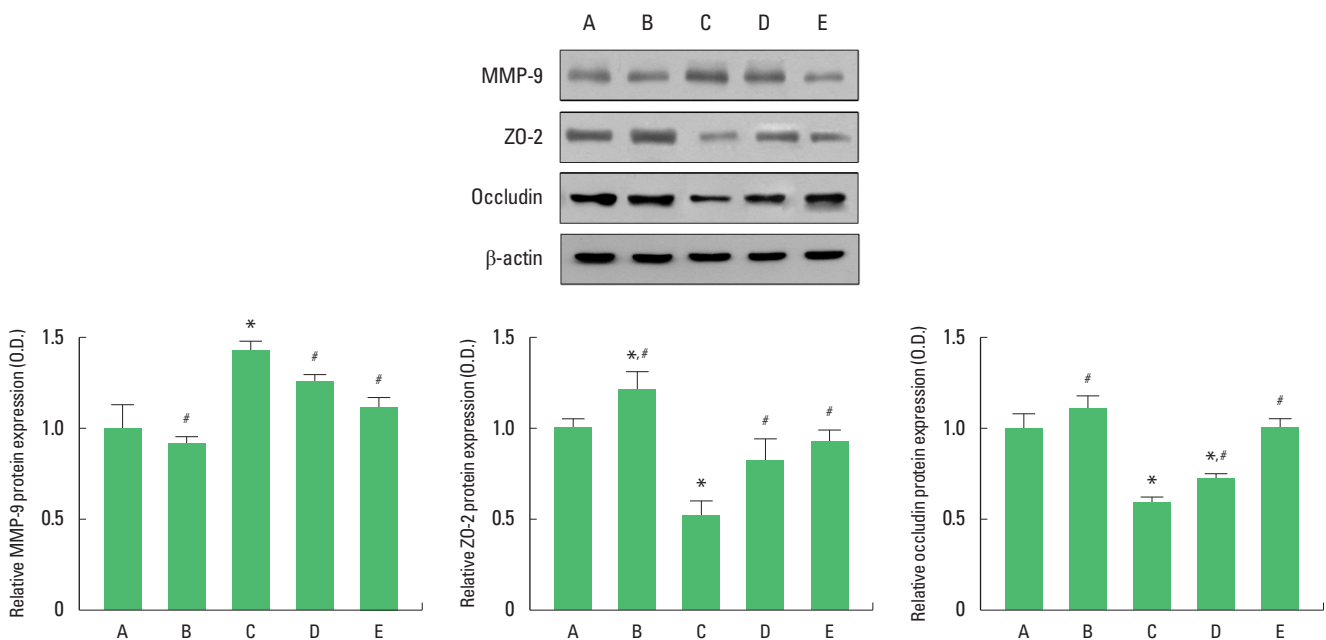 A B C D E
MMP-9
ZO-2
Occludin
β-actin
Relative MMP-9 protein expression (O.D.)
1.5
1.0
0.5
0
*
#
#
#
A B C D E
Relative ZO-2 protein expression (O.D.)
1.5
1.0
0.5
0
*,#
*
#
#
A B C D E
Relative occludin protein expression (O.D.)
1.5
1.0
0.5
0
#
*
*,#
#
A B C D E